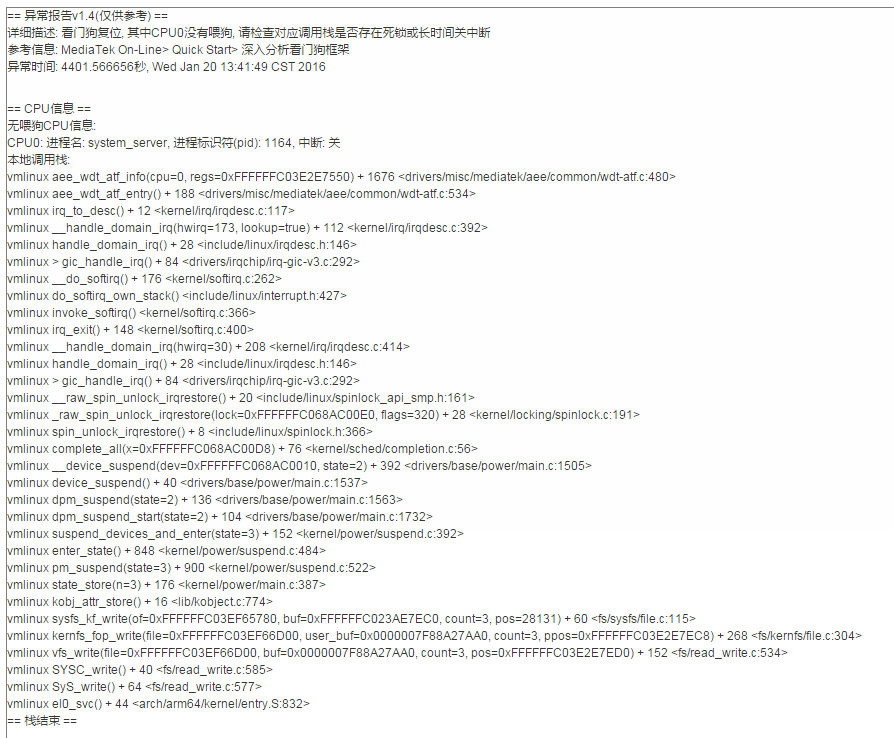 == 异常报告v1.4(仅供参考) ==
详细描述: 看门狗复位, 其中CPU0没有喂狗, 请检查对应调用栈是否存在死锁或长时间关中断
参考信息: MediaTek On-Line> Quick Start> 深入分析看门狗框架
异常时间: 4401.566656秒, Wed Jan 20 13:41:49 CST 2016
== CPU信息 ==
无喂狗CPU信息:
CPU0: 进程名: system_server, 进程标识符(pid): 1164, 中断: 关
本地调用栈:
vmlinux aee_wdt_atf_info(cpu=0, regs=0xFFFFFFC03E2E7550) + 1676 <drivers/misc/mediatek/aee/common/wdt-atf.c:480>
vmlinux aee_wdt_atf_entry() + 188 <drivers/misc/mediatek/aee/common/wdt-atf.c:534>
vmlinux irq_to_desc() + 12 <kernel/irq/irqdesc.c:117>
vmlinux __handle_domain_irq(hwirq=173, lookup=true) + 112 <kernel/irq/irqdesc.c:392>
vmlinux handle_domain_irq() + 28 <include/linux/irqdesc.h:146>
vmlinux > gic_handle_irq() + 84 <drivers/irqchip/irq-gic-v3.c:292>
vmlinux __do_softirq() + 176 <kernel/softirq.c:262>
vmlinux do_softirq_own_stack() <include/linux/interrupt.h:427>
vmlinux invoke_softirq() <kernel/softirq.c:366>
vmlinux irq_exit() + 148 <kernel/softirq.c:400>
vmlinux __handle_domain_irq(hwirq=30) + 208 <kernel/irq/irqdesc.c:414>
vmlinux handle_domain_irq() + 28 <include/linux/irqdesc.h:146>
vmlinux > gic_handle_irq() + 84 <drivers/irqchip/irq-gic-v3.c:292>
vmlinux __raw_spin_unlock_irqrestore() + 20 <include/linux/spinlock_api_smp.h:161>
vmlinux _raw_spin_unlock_irqrestore(lock=0xFFFFFFC068AC00E0, flags=320) + 28 <kernel/locking/spinlock.c:191>
vmlinux spin_unlock_irqrestore() + 8 <include/linux/spinlock.h:366>
vmlinux complete_all(x=0xFFFFFFC068AC00D8) + 76 <kernel/sched/completion.c:56>
vmlinux __device_suspend(dev=0xFFFFFFC068AC0010, state=2) + 392 <drivers/base/power/main.c:1505>
vmlinux device_suspend() + 40 <drivers/base/power/main.c:1537>
vmlinux dpm_suspend(state=2) + 136 <drivers/base/power/main.c:1563>
vmlinux dpm_suspend_start(state=2) + 104 <drivers/base/power/main.c:1732>
vmlinux suspend_devices_and_enter(state=3) + 152 <kernel/power/suspend.c:392>
vmlinux enter_state() + 848 <kernel/power/suspend.c:484>
vmlinux pm_suspend(state=3) + 900 <kernel/power/suspend.c:522>
vmlinux state_store(n=3) + 176 <kernel/power/main.c:387>
vmlinux kobj_attr_store() + 16 <lib/kobject.c:774>
vmlinux sysfs_kf_write(of=0xFFFFFFC03EF65780, buf=0xFFFFFFC023AE7EC0, count=3, pos=28131) + 60 <fs/sysfs/file.c:115>
vmlinux kernfs_fop_write(file=0xFFFFFFC03EF66D00, user_buf=0x0000007F88A27AA0, count=3, ppos=0xFFFFFFC03E2E7EC8) + 268 <fs/kernfs/file.c:304>
vmlinux vfs_write(file=0xFFFFFFC03EF66D00, buf=0x0000007F88A27AA0, count=3, pos=0xFFFFFFC03E2E7ED0) + 152 <fs/read_write.c:534>
vmlinux SYSC_write() + 40 <fs/read_write.c:585>
vmlinux SyS_write() + 64 <fs/read_write.c:577>
vmlinux el0_svc() + 44 <arch/arm64/kernel/entry.S:832>
== 栈结束 ==